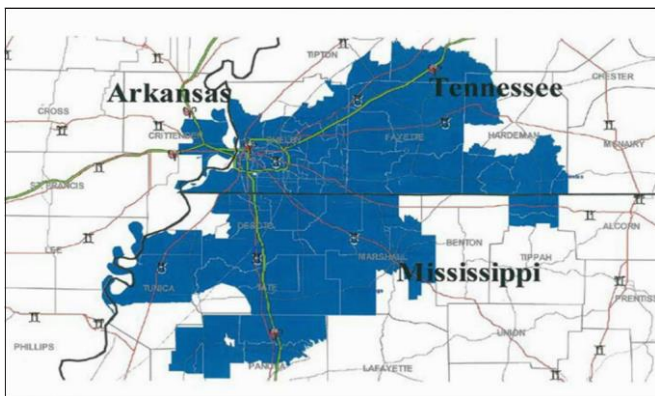 TIPTON
Arkansas
Tennessee
CHESTER
CROSS
CRITTENDEN
SHELBY
FAYETTE
HARDEMAN
MCNAIRY
ST. FRANCIS
LEE
DESOTO
MARSHALL
BENTON
TIPPAH
ALCORN
Mississippi
TUNICA
TATE
PRENTISS
PHILLIPS
PANOLA
LAFAYETTE
UNION